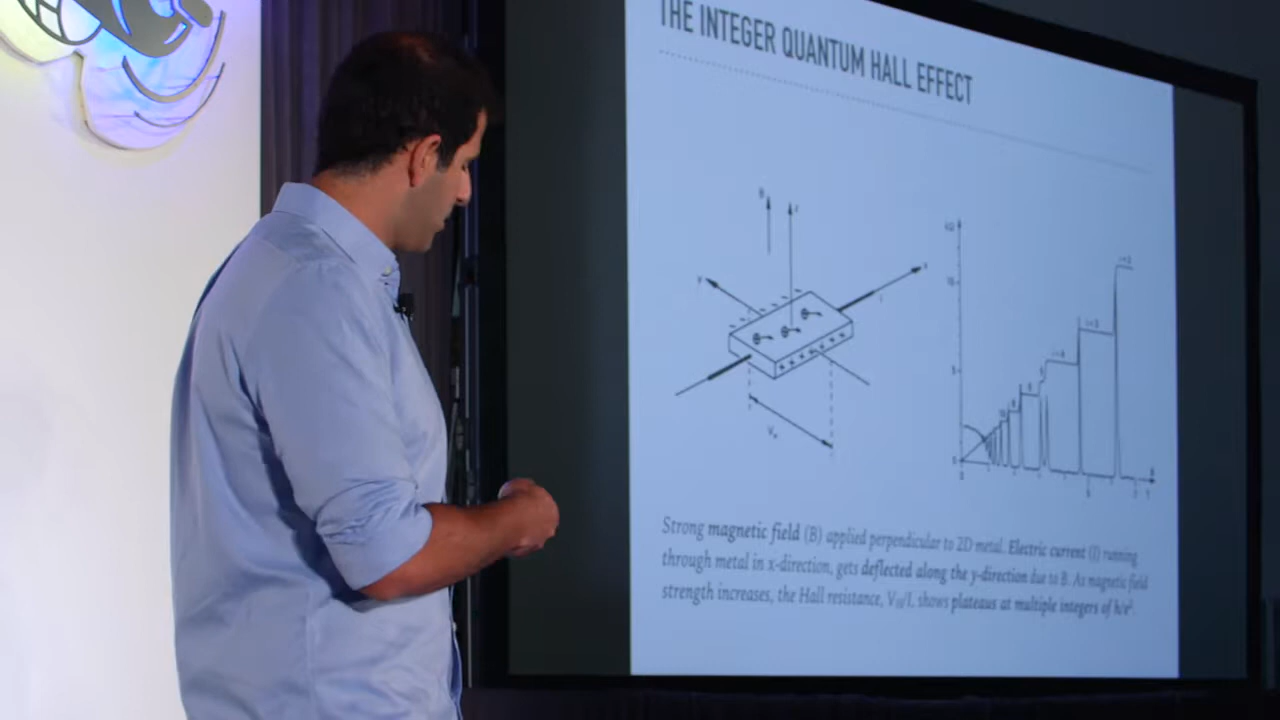 THE INTEGER QUANTUM HALL EFFECT
B
z
y
x
I
Strong magnetic field (B) applied perpendicular to 2D metal. Electric current (I) running
through metal in x-direction, gets deflected along the y-direction due to B. As magnetic field
strength increases, the Hall resistance, V_H/I, shows plateaus at multiple integers of h/e².